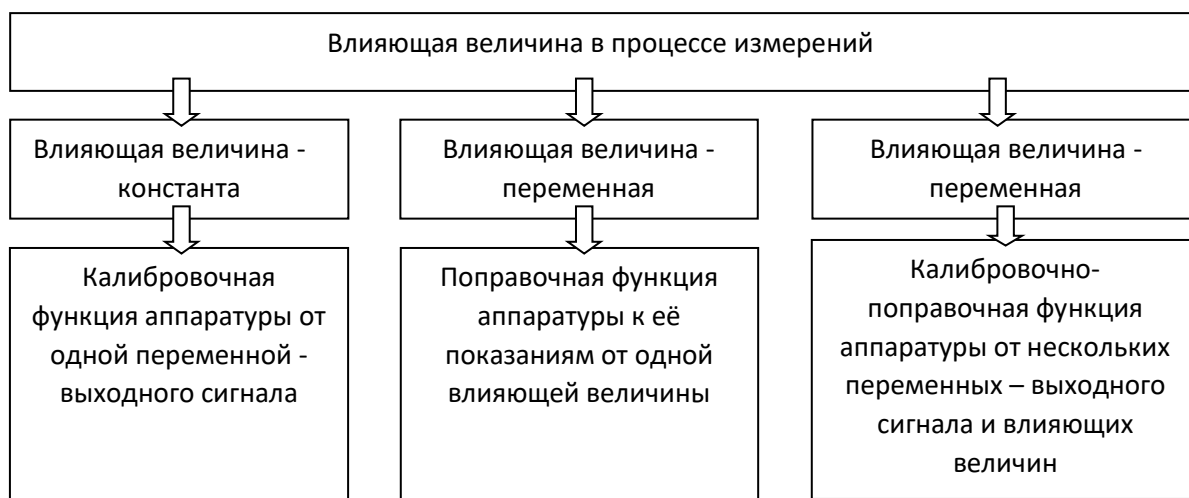 Влияющая величина в процессе измерений
Влияющая величина -
константа
Влияющая величина -
переменная
Влияющая величина -
переменная
Калибровочная
функция аппаратуры от
одной переменной -
выходного сигнала
Поправочная функция
аппаратуры к её
показаниям от одной
влияющей величины
Калибровочно-
поправочная функция
аппаратуры от нескольких
переменных – выходного
сигнала и влияющих
величин